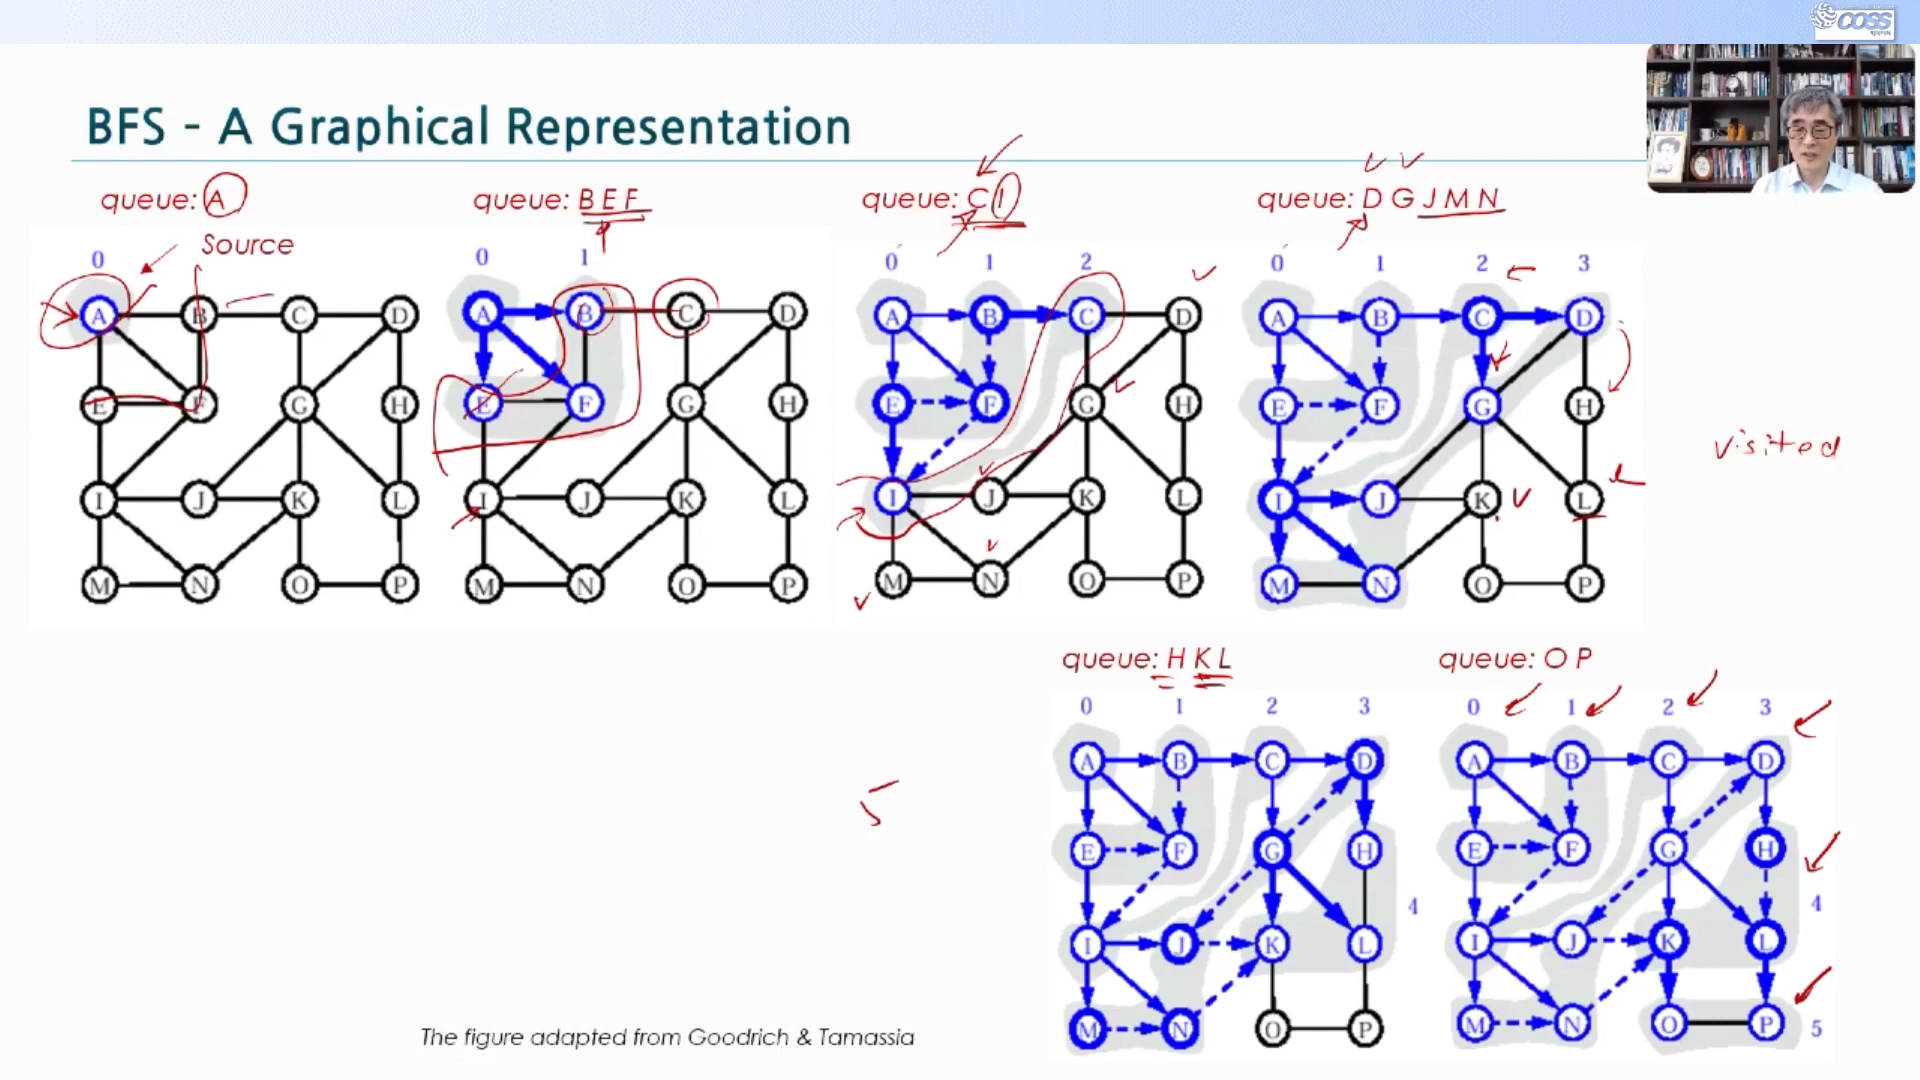 COSS
BFS - A Graphical Representation
queue: A
queue: B E F
queue: C I
queue: D G J M N
Source
0
0 1
0 1 2
0 1 2 3
A B C D
E F G H
I J K L
M N O P
A B C D
E F G H
I J K L
M N O P
A B C D
E F G H
I J K L
M N O P
A B C D
E F G H
I J K L
M N O P
visited
queue: H K L
queue: O P
0 1 2 3
0 1 2 3
A B C D
E F G H
4
I J K L
M N O P
A B C D
E F G H
4
I J K L
M N O P
5
5
The figure adapted from Goodrich & Tamassia